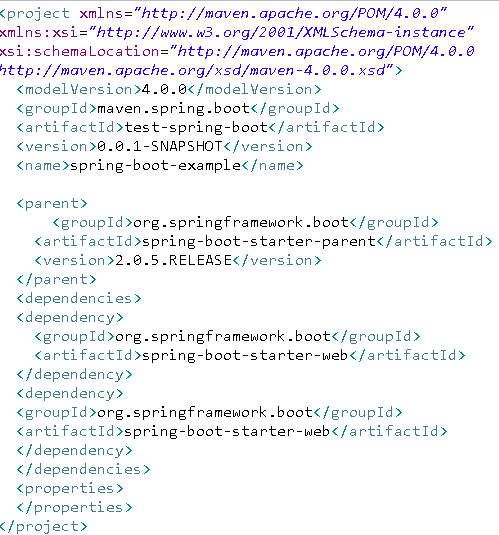 <project xmlns="http://maven.apache.org/POM/4.0.0"
xmlns:xsi="http://www.w3.org/2001/XMLSchema-instance"
xsi:schemaLocation="http://maven.apache.org/POM/4.0.0
http://maven.apache.org/xsd/maven-4.0.0.xsd">
  <modelVersion>4.0.0</modelVersion>
  <groupId>maven.spring.boot</groupId>
  <artifactId>test-spring-boot</artifactId>
  <version>0.0.1-SNAPSHOT</version>
  <name>spring-boot-example</name>

  <parent>
      <groupId>org.springframework.boot</groupId>
    <artifactId>spring-boot-starter-parent</artifactId>
    <version>2.0.5.RELEASE</version>
  </parent>
  <dependencies>
  <dependency>
    <groupId>org.springframework.boot</groupId>
    <artifactId>spring-boot-starter-web</artifactId>
  </dependency>
  <dependency>
  <groupId>org.springframework.boot</groupId>
  <artifactId>spring-boot-starter-web</artifactId>
  </dependency>
  </dependencies>
  <properties>
  </properties>
</project>